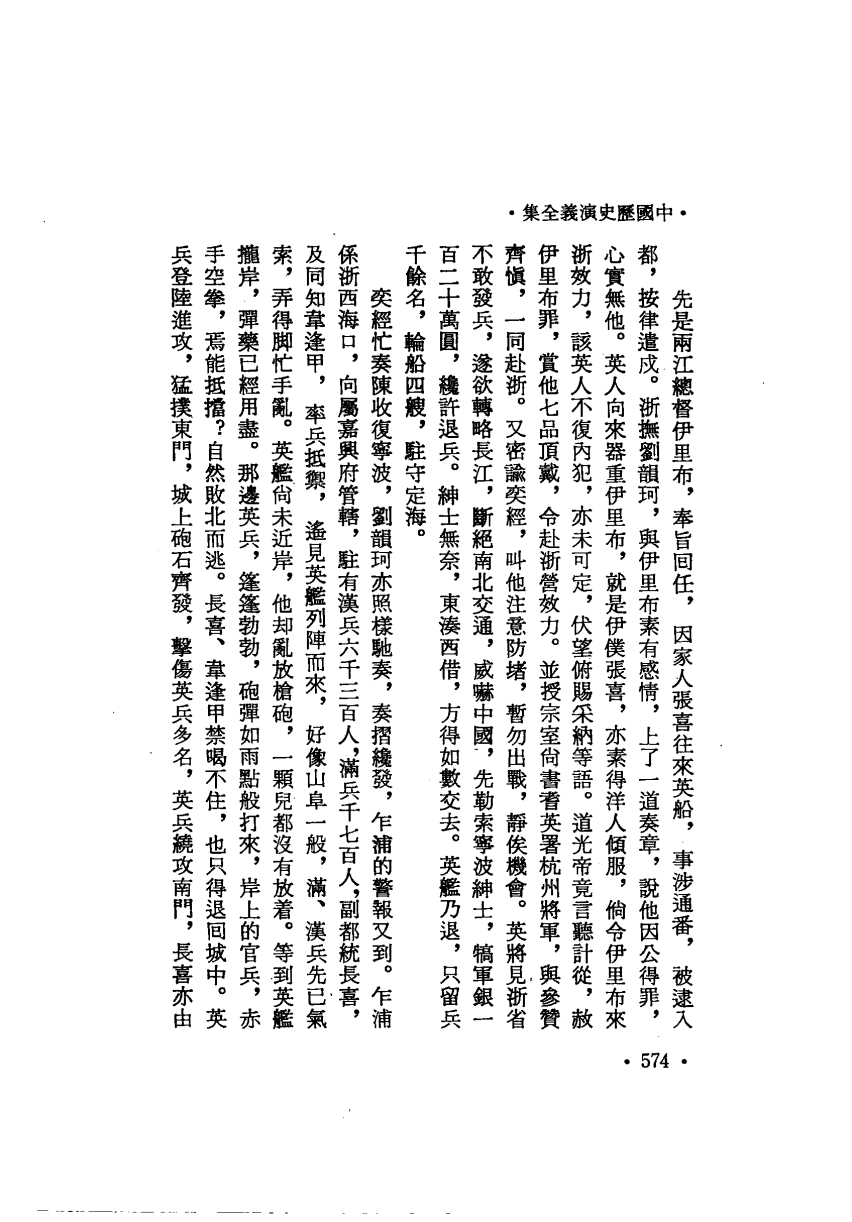 •中國歷史演義全集•
先是兩江總督伊里布，奉旨回任，因家人張喜往來英船，事涉通番，被逮入
都，按律遣戍。浙撫劉韻珂，與伊里布素有感情，上了一道奏章，說他因公得罪，
心實無他。英人向來器重伊里布，就是伊僕張喜，亦素得洋人傾服，倘令伊里布來
浙效力，該英人不復內犯，亦未可定，伏望俯賜采納等語。道光帝竟言聽計從，赦
伊里布罪，賞他七品頂戴，令赴浙營效力。並授宗室尙書耆英署杭州將軍，與參贊
齊愼，一同赴浙。又密諭奕經，叫他注意防堵，暫勿出戰，靜俟機會。英將見浙省
不敢發兵，遂欲轉略長江，斷絕南北交通，威嚇中國，先勒索寧波紳士，犒軍銀一
百二十萬圓，纔許退兵。紳士無奈，東湊西借，方得如數交去。英艦乃退，只留兵
千餘名，輪船四艘，駐守定海。
奕經忙奏陳收復寧波，劉韻珂亦照樣馳奏，奏摺纔發，乍浦的警報又到。乍浦
係浙西海口，向屬嘉興府管轄，駐有漢兵六千三百人，滿兵千七百人，副都統長喜，
及同知韋逢甲，率兵抵禦，遙見英艦列陣而來，好像山阜一般，滿、漢兵先已氣
索，弄得脚忙手亂。英艦尙未近岸，他却亂放槍砲，一顆兒都沒有放着。等到英艦
攏岸，彈藥已經用盡。那邊英兵，篷篷勃勃，砲彈如雨點般打來，岸上的官兵，赤
手空拳，焉能抵擋？自然敗北而逃。長喜、韋逢甲禁喝不住，也只得退回城中。英
兵登陸進攻，猛撲東門，城上砲石齊發，擊傷英兵多名，英兵繞攻南門，長喜亦由
•574•